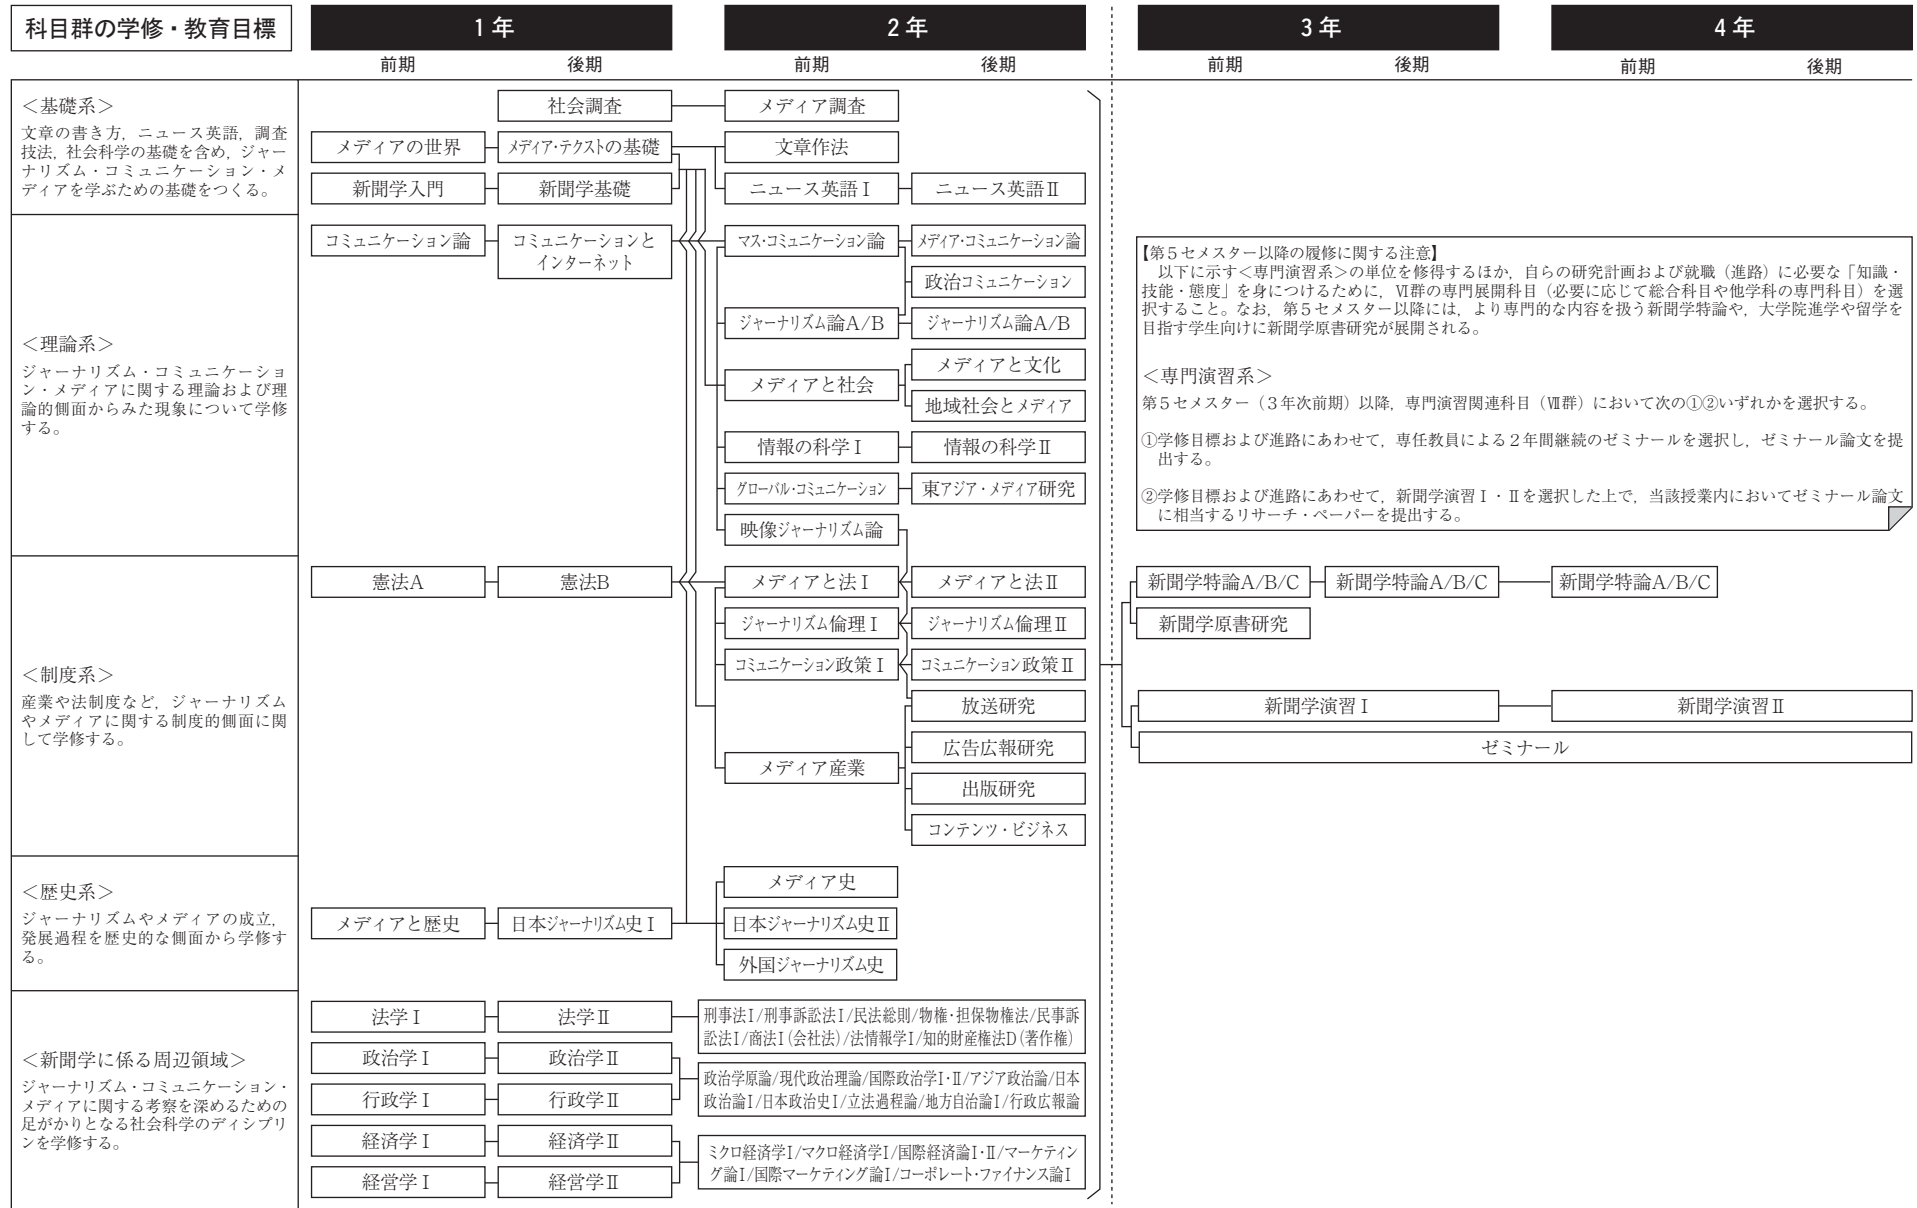 科目群の学修・教育目標
1年
2年
3年
4年
前期
後期
前期
後期
前期
後期
前期
後期
＜基礎系＞
文章の書き方，ニュース英語，調査
技法，社会科学の基礎を含め，ジャー
ナリズム・コミュニケーション・メ
ディアを学ぶための基礎をつくる。
社会調査
メディア調査
メディアの世界
メディア・テクストの基礎
文章作法
新聞学入門
新聞学基礎
ニュース英語Ⅰ
ニュース英語Ⅱ
＜理論系＞
ジャーナリズム・コミュニケーショ
ン・メディアに関する理論および理
論的側面からみた現象について学修
する。
コミュニケーション論
コミュニケーションと
インターネット
マス・コミュニケーション論
メディア・コミュニケーション論
政治コミュニケーション
ジャーナリズム論A/B
ジャーナリズム論A/B
メディアと社会
メディアと文化
地域社会とメディア
情報の科学Ⅰ
情報の科学Ⅱ
グローバル・コミュニケーション
東アジア・メディア研究
映像ジャーナリズム論
【第５セメスター以降の履修に関する注意】
以下に示す＜専門演習系＞の単位を修得するほか，自らの研究計画および就職（進路）に必要な「知識・
技能・態度」を身につけるために，Ⅵ群の専門展開科目（必要に応じて総合科目や他学科の専門科目）を選
択すること。なお，第５セメスター以降には，より専門的な内容を扱う新聞学特論や，大学院進学や留学を
目指す学生向けに新聞学原書研究が展開される。
＜専門演習系＞
第５セメスター（３年次前期）以降，専門演習関連科目（Ⅶ群）において次の①②いずれかを選択する。
①学修目標および進路にあわせて，専任教員による２年間継続のゼミナールを選択し，ゼミナール論文を提
出する。
②学修目標および進路にあわせて，新聞学演習Ⅰ・Ⅱを選択した上で，当該授業内においてゼミナール論文
に相当するリサーチ・ペーパーを提出する。
＜制度系＞
産業や法制度など，ジャーナリズム
やメディアに関する制度的側面に関
して学修する。
憲法A
憲法B
メディアと法Ⅰ
メディアと法Ⅱ
ジャーナリズム倫理Ⅰ
ジャーナリズム倫理Ⅱ
コミュニケーション政策Ⅰ
コミュニケーション政策Ⅱ
放送研究
メディア産業
広告広報研究
出版研究
コンテンツ・ビジネス
新聞学特論A/B/C
新聞学特論A/B/C
新聞学特論A/B/C
新聞学原書研究
新聞学演習Ⅰ
新聞学演習Ⅱ
ゼミナール
＜歴史系＞
ジャーナリズムやメディアの成立，
発展過程を歴史的な側面から学修す
る。
メディアと歴史
日本ジャーナリズム史Ⅰ
メディア史
日本ジャーナリズム史Ⅱ
外国ジャーナリズム史
＜新聞学に係る周辺領域＞
ジャーナリズム・コミュニケーション・
メディアに関する考察を深めるための
足がかりとなる社会科学のディシプリ
ンを学修する。
法学Ⅰ
法学Ⅱ
刑事法Ⅰ/刑事訴訟法Ⅰ/民法総則/物権・担保物権法/民事訴
訟法Ⅰ/商法Ⅰ(会社法)/法情報学Ⅰ/知的財産権法D(著作権)
政治学Ⅰ
政治学Ⅱ
行政学Ⅰ
行政学Ⅱ
政治学原論/現代政治理論/国際政治学Ⅰ・Ⅱ/アジア政治論/日本
政治論Ⅰ/日本政治史Ⅰ/立法過程論/地方自治論Ⅰ/行政広報論
経済学Ⅰ
経済学Ⅱ
経営学Ⅰ
経営学Ⅱ
ミクロ経済学Ⅰ/マクロ経済学Ⅰ/国際経済論Ⅰ・Ⅱ/マーケティン
グ論Ⅰ/国際マーケティング論Ⅰ/コーポレート・ファイナンス論Ⅰ